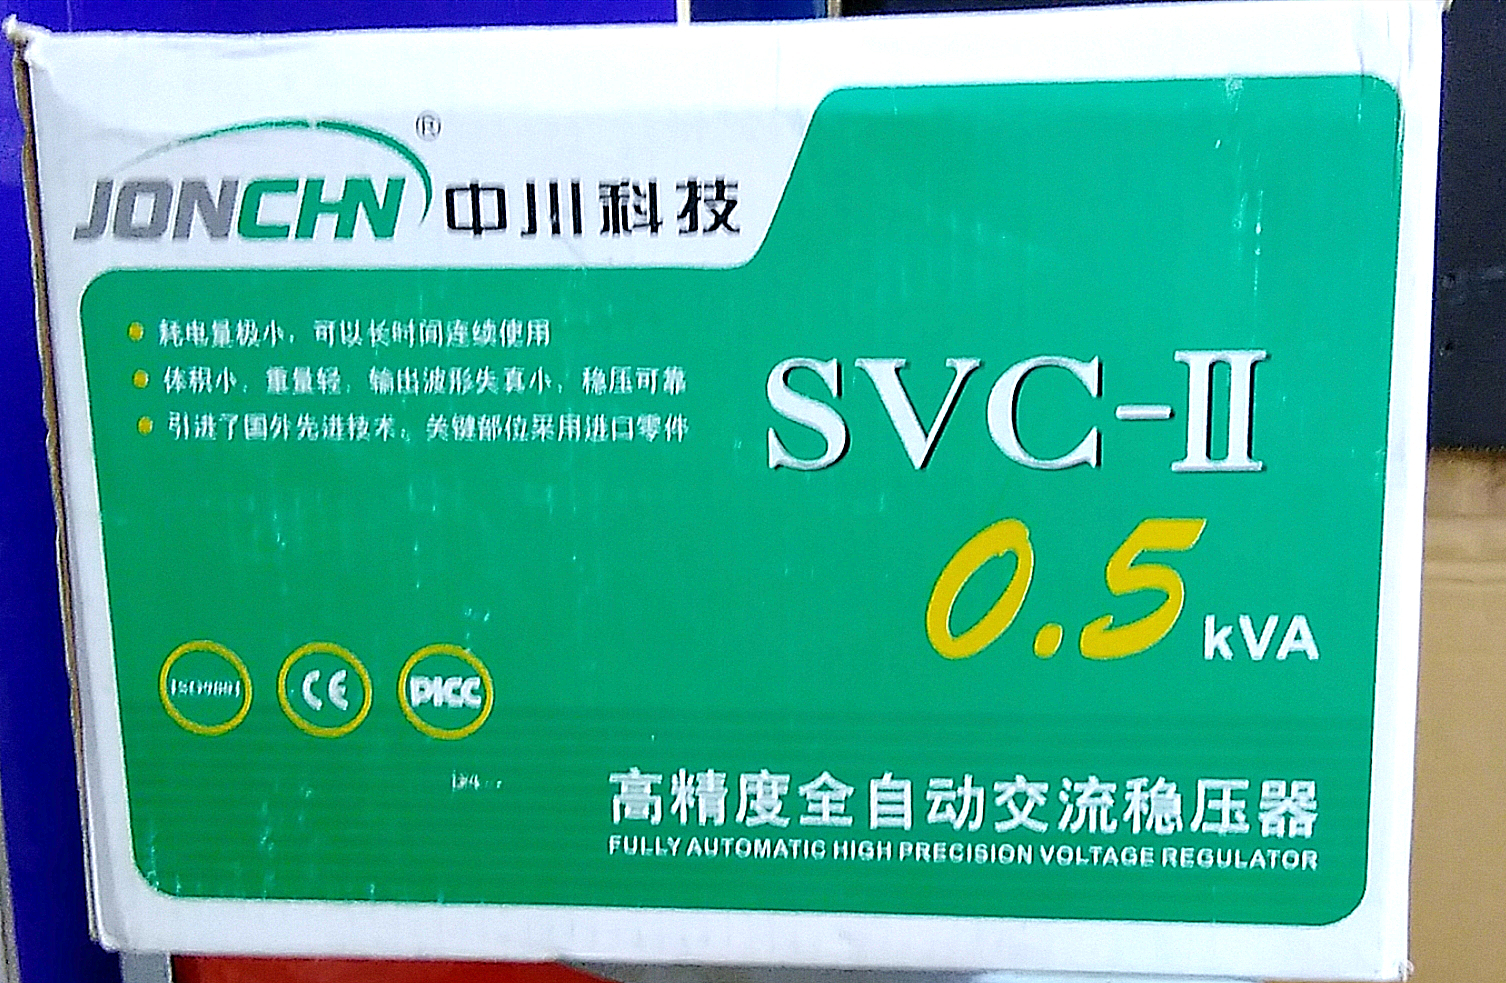 JONCHN® 中川科技
耗电量极小，可以长时间连续使用
体积小，重量轻，输出波形失真小，稳压可靠
引进了国外先进技术，关键部位采用进口零件
SVC-II
0.5 kVA
ISO9001 CE PICC
高精度全自动交流稳压器
FULLY AUTOMATIC HIGH PRECISION VOLTAGE REGULATOR